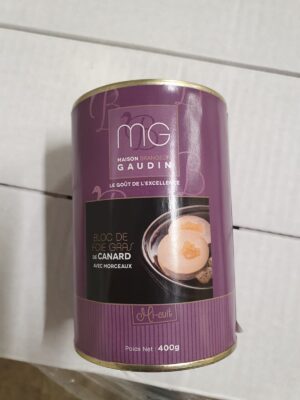 MG
MAISON BRANGEON
GAUDIN
LE GOÛT DE L'EXCELLENCE
BLOC DE
FOIE GRAS
DE CANARD
AVEC MORCEAUX
Mi-cuit
Poids Net : 400g